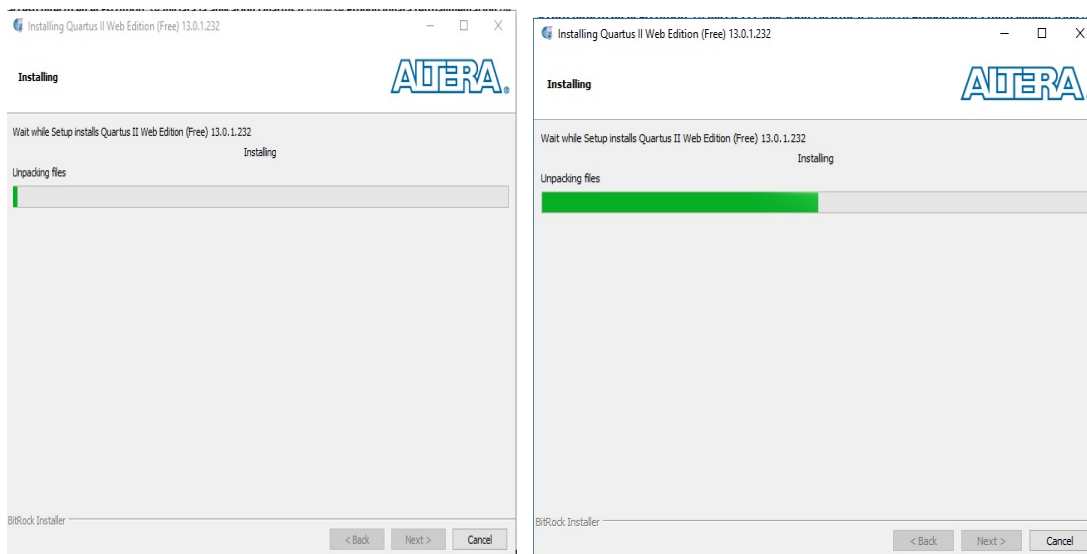 Installing Quartus II Web Edition (Free) 13.0.1.232
Installing
ALTERA
Wait while Setup installs Quartus II Web Edition (Free) 13.0.1.232
Installing
Unpacking files
BitRock Installer
< Back
Next >
Cancel
Installing Quartus II Web Edition (Free) 13.0.1.232
Installing
ALTERA
Wait while Setup installs Quartus II Web Edition (Free) 13.0.1.232
Installing
Unpacking files
BitRock Installer
< Back
Next >
Cancel